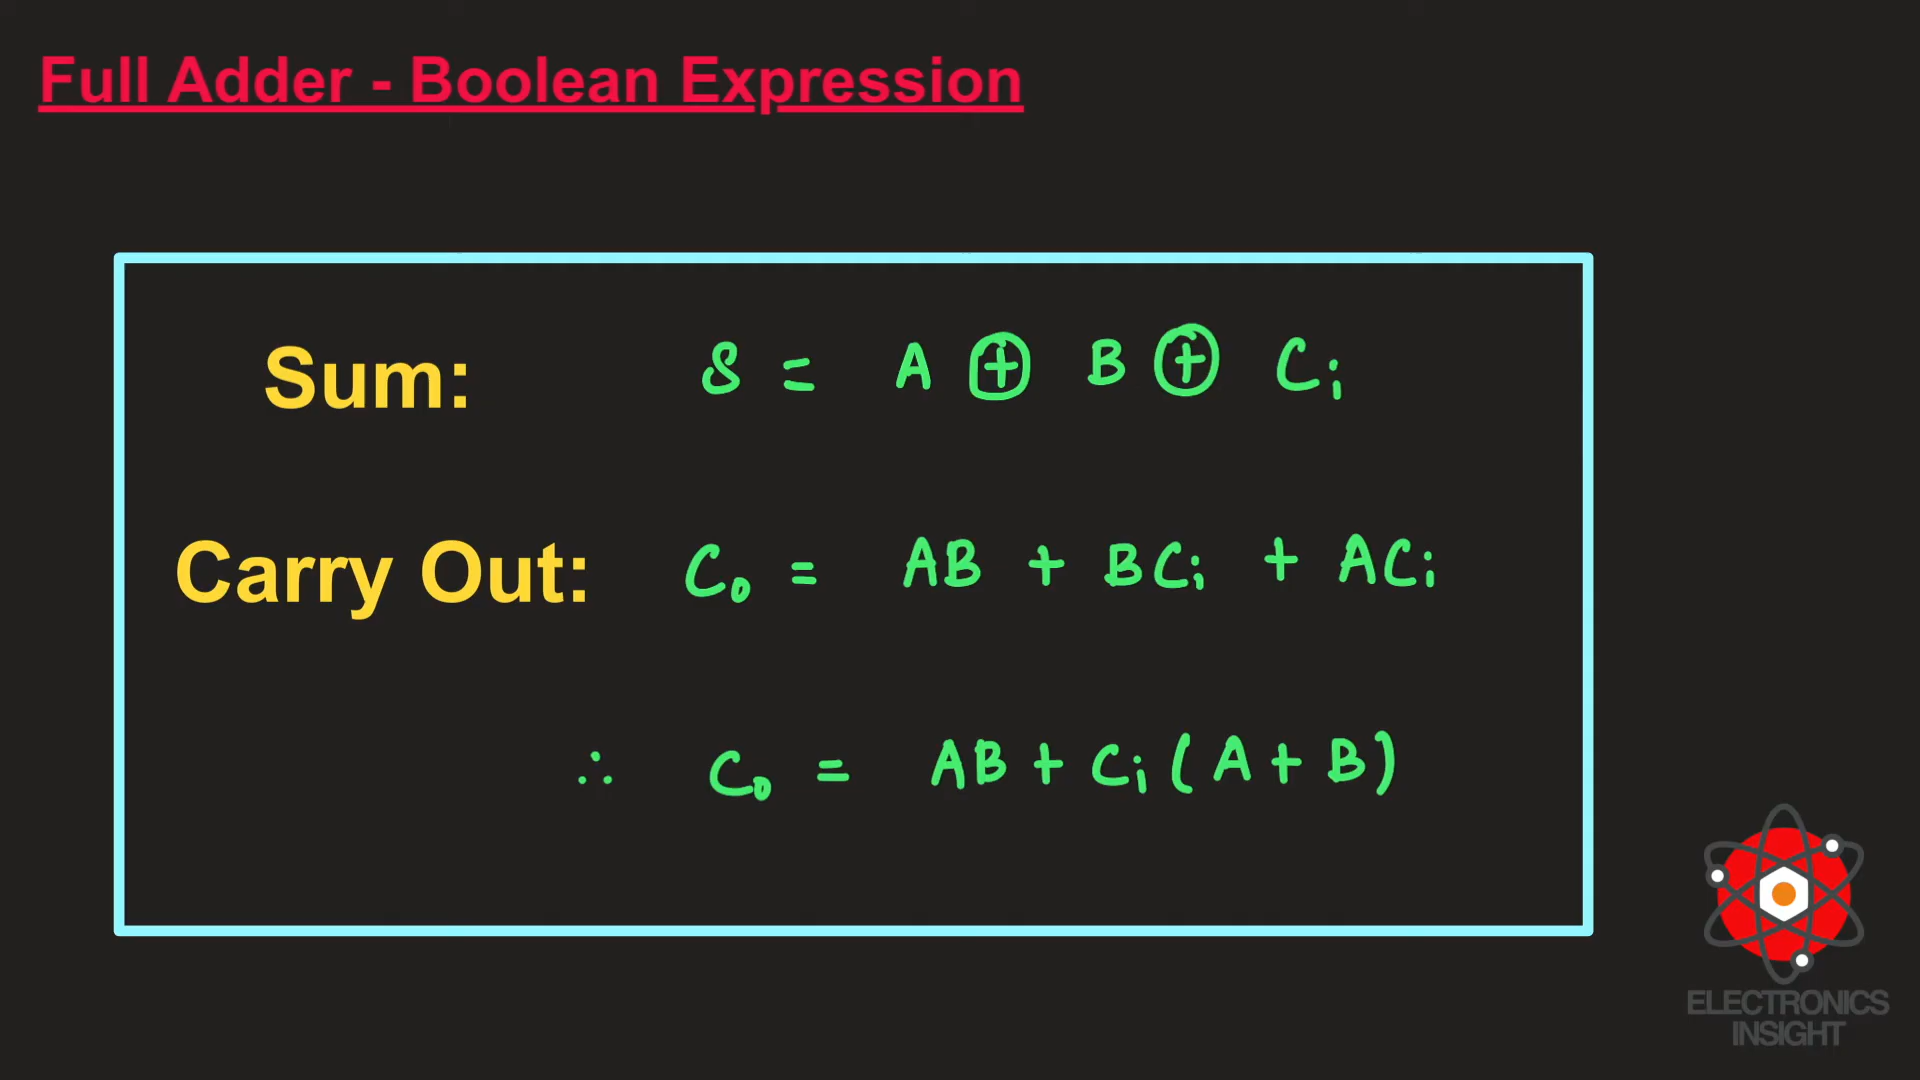 Full Adder - Boolean Expression
Sum: S = A ⊕ B ⊕ Ci
Carry Out: C0 = AB + BCi + ACi
∴ C0 = AB + Ci (A + B)
ELECTRONICS
INSIGHT